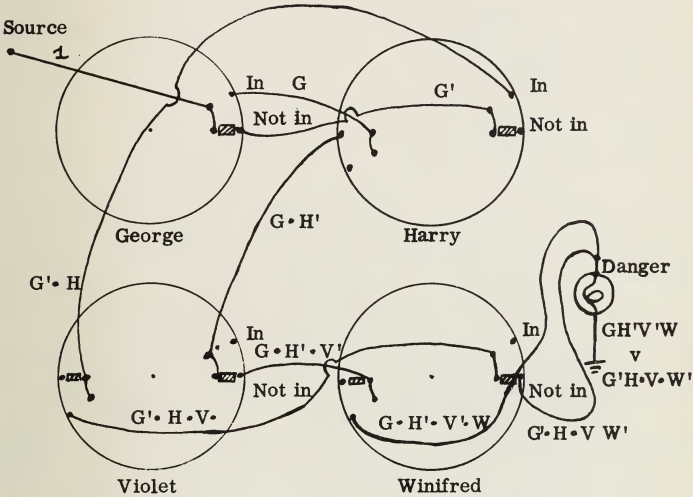 Source
1
In
G
Not in
G'
In
Not in
George
Harry
G • H'
G' • H
Danger
In
G • H' • V'
Not in
In
Not in
GH'V'W
v
G'H•V•W'
G' • H • V •
G • H' • V' • W
G' • H • V W'
Violet
Winifred